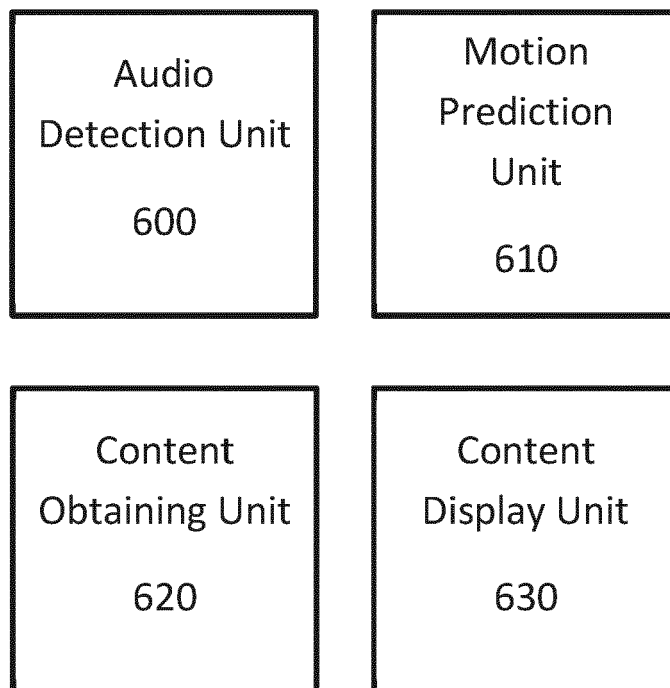 Audio
Detection Unit
600
Motion
Prediction
Unit
610
Content
Obtaining Unit
620
Content
Display Unit
630